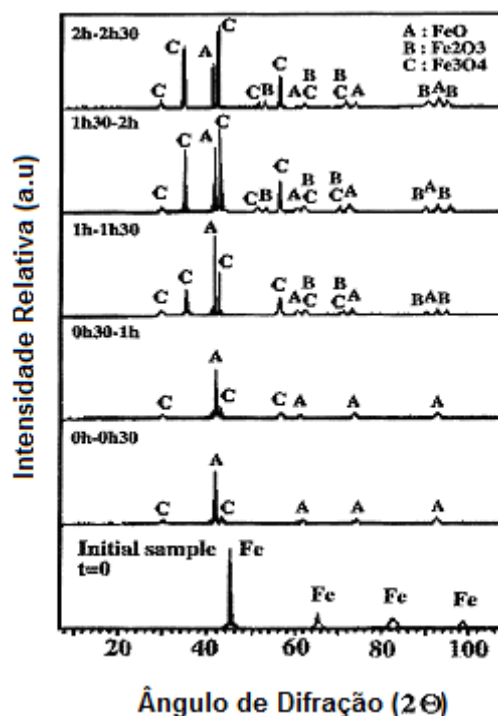 A : FeO
B : Fe2O3
C : Fe3O4
2h-2h30
C C A C C B C A B C B C A B A B
1h30-2h
C C A C C B C A B C B C A B A B
1h-1h30
C C A C C A B C B C A B A B
0h30-1h
C A C C A A A
0h-0h30
C A C A A A
Initial sample
t=0
Fe Fe Fe Fe
20 40 60 80 100
Ângulo de Difração (2Θ)
Intensidade Relativa (a.u)